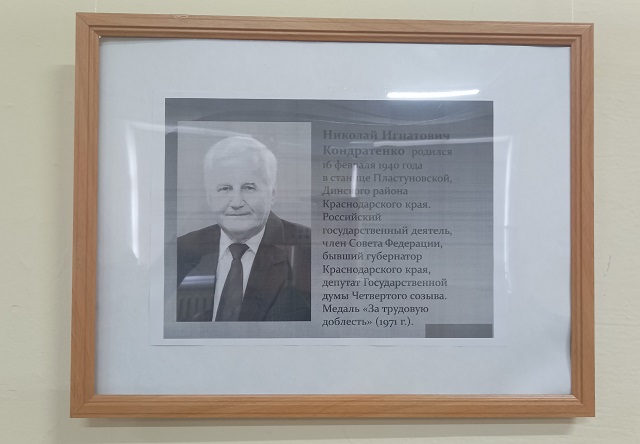 Николай Игнатович
Кондратенко родился
16 февраля 1940 года
в станице Пластуновской,
Динского района
Краснодарского края.
Российский
государственный деятель,
член Совета Федерации,
бывший губернатор
Краснодарского края,
депутат Государственной
думы Четвертого созыва.
Медаль «За трудовую
доблесть» (1971 г.).